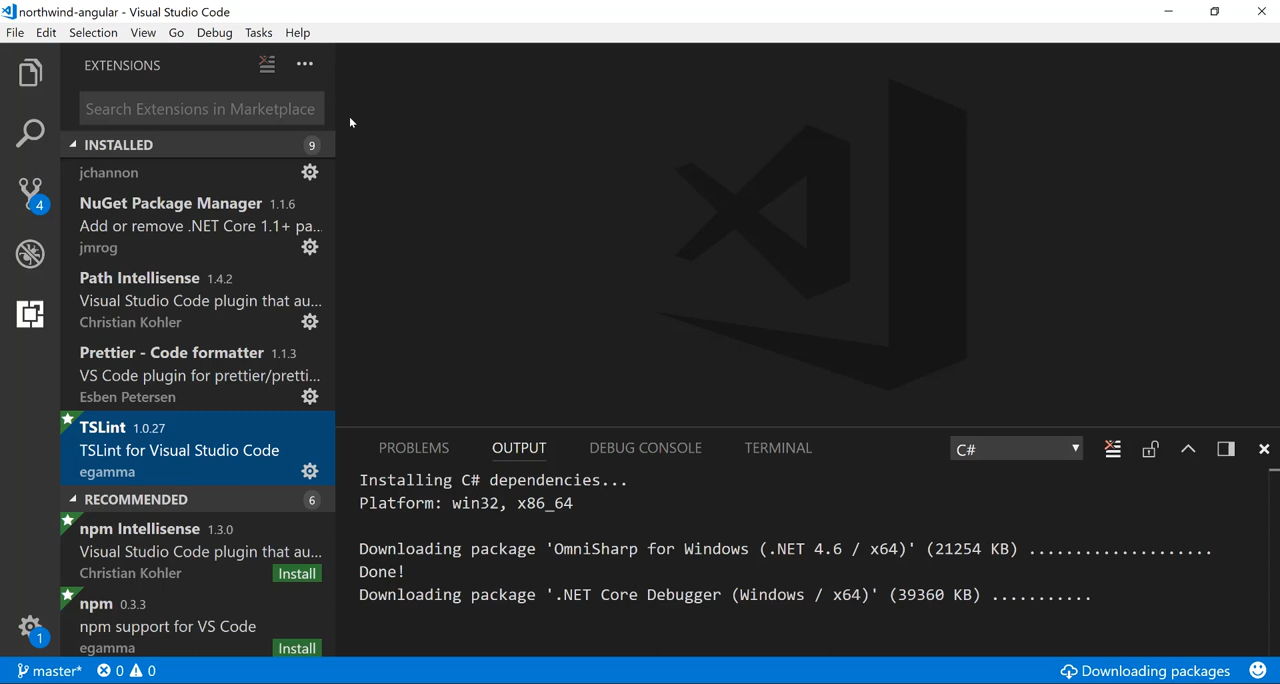 northwind-angular - Visual Studio Code
File Edit Selection View Go Debug Tasks Help
EXTENSIONS
Search Extensions in Marketplace
INSTALLED 9
jchannon
NuGet Package Manager 1.1.6
Add or remove .NET Core 1.1+ pa...
jmrog
Path Intellisense 1.4.2
Visual Studio Code plugin that au...
Christian Kohler
Prettier - Code formatter 1.1.3
VS Code plugin for prettier/pretti...
Esben Petersen
TSLint 1.0.27
TSLint for Visual Studio Code
egamma
RECOMMENDED 6
npm Intellisense 1.3.0
Visual Studio Code plugin that au...
Christian Kohler Install
npm 0.3.3
npm support for VS Code
egamma Install
4
1
PROBLEMS OUTPUT DEBUG CONSOLE TERMINAL C#
Installing C# dependencies...
Platform: win32, x86_64
Downloading package 'OmniSharp for Windows (.NET 4.6 / x64)' (21254 KB) ....................
Done!
Downloading package '.NET Core Debugger (Windows / x64)' (39360 KB) ...........
master* 0 0 Downloading packages